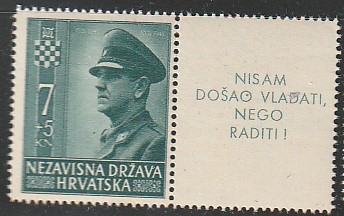 7
+5
KN
NEZAVISNA DRŽAVA
HRVATSKA
NISAM
DOŠAO VLADATI,
NEGO
RADITI !